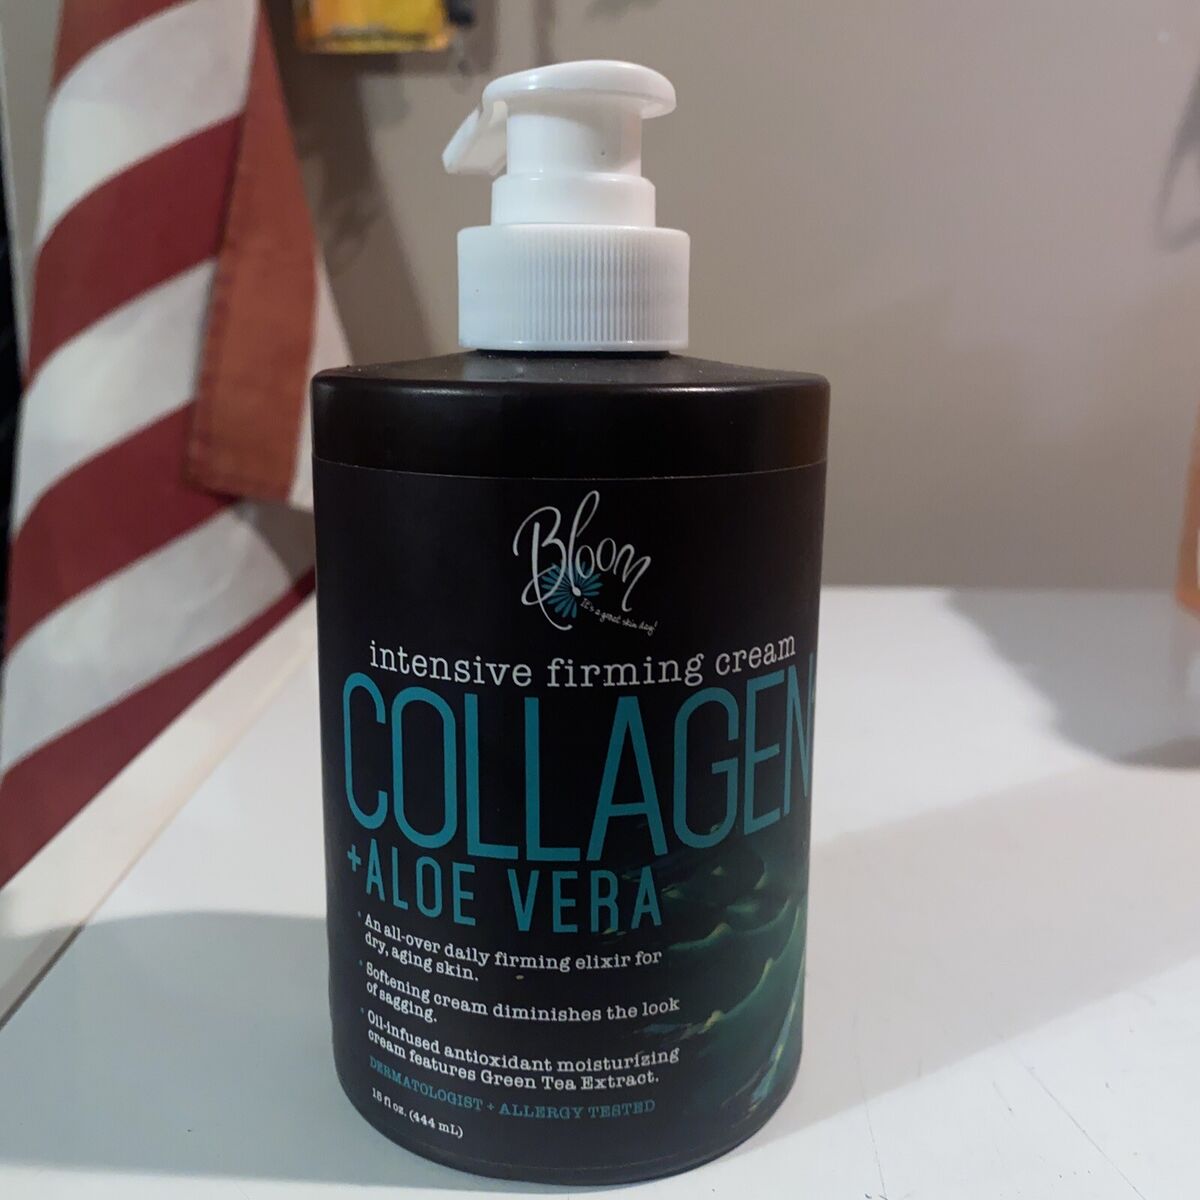 Bloom
It's a great skin day!
intensive firming cream
COLLAGEN
+ALOE VERA
• An all-over daily firming elixir for
dry, aging skin.
• Softening cream diminishes the look
of sagging.
• Oil-infused antioxidant moisturizing
cream features Green Tea Extract.
DERMATOLOGIST + ALLERGY TESTED
15 fl oz. (444 mL)